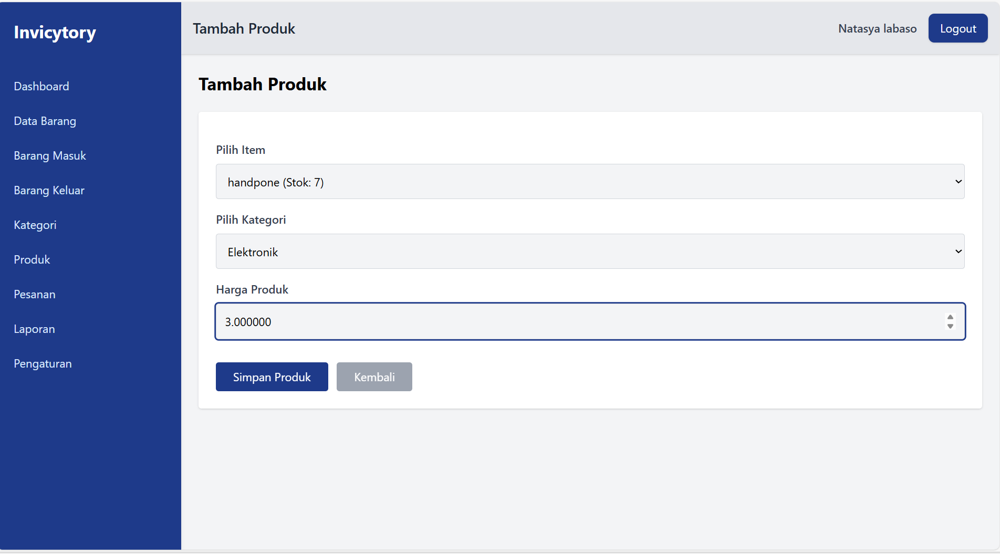 Invicytory
Dashboard
Data Barang
Barang Masuk
Barang Keluar
Kategori
Produk
Pesanan
Laporan
Pengaturan
Tambah Produk
Natasya labaso
Logout
Tambah Produk
Pilih Item
handpone (Stok: 7)
Pilih Kategori
Elektronik
Harga Produk
3.000000
Simpan Produk
Kembali